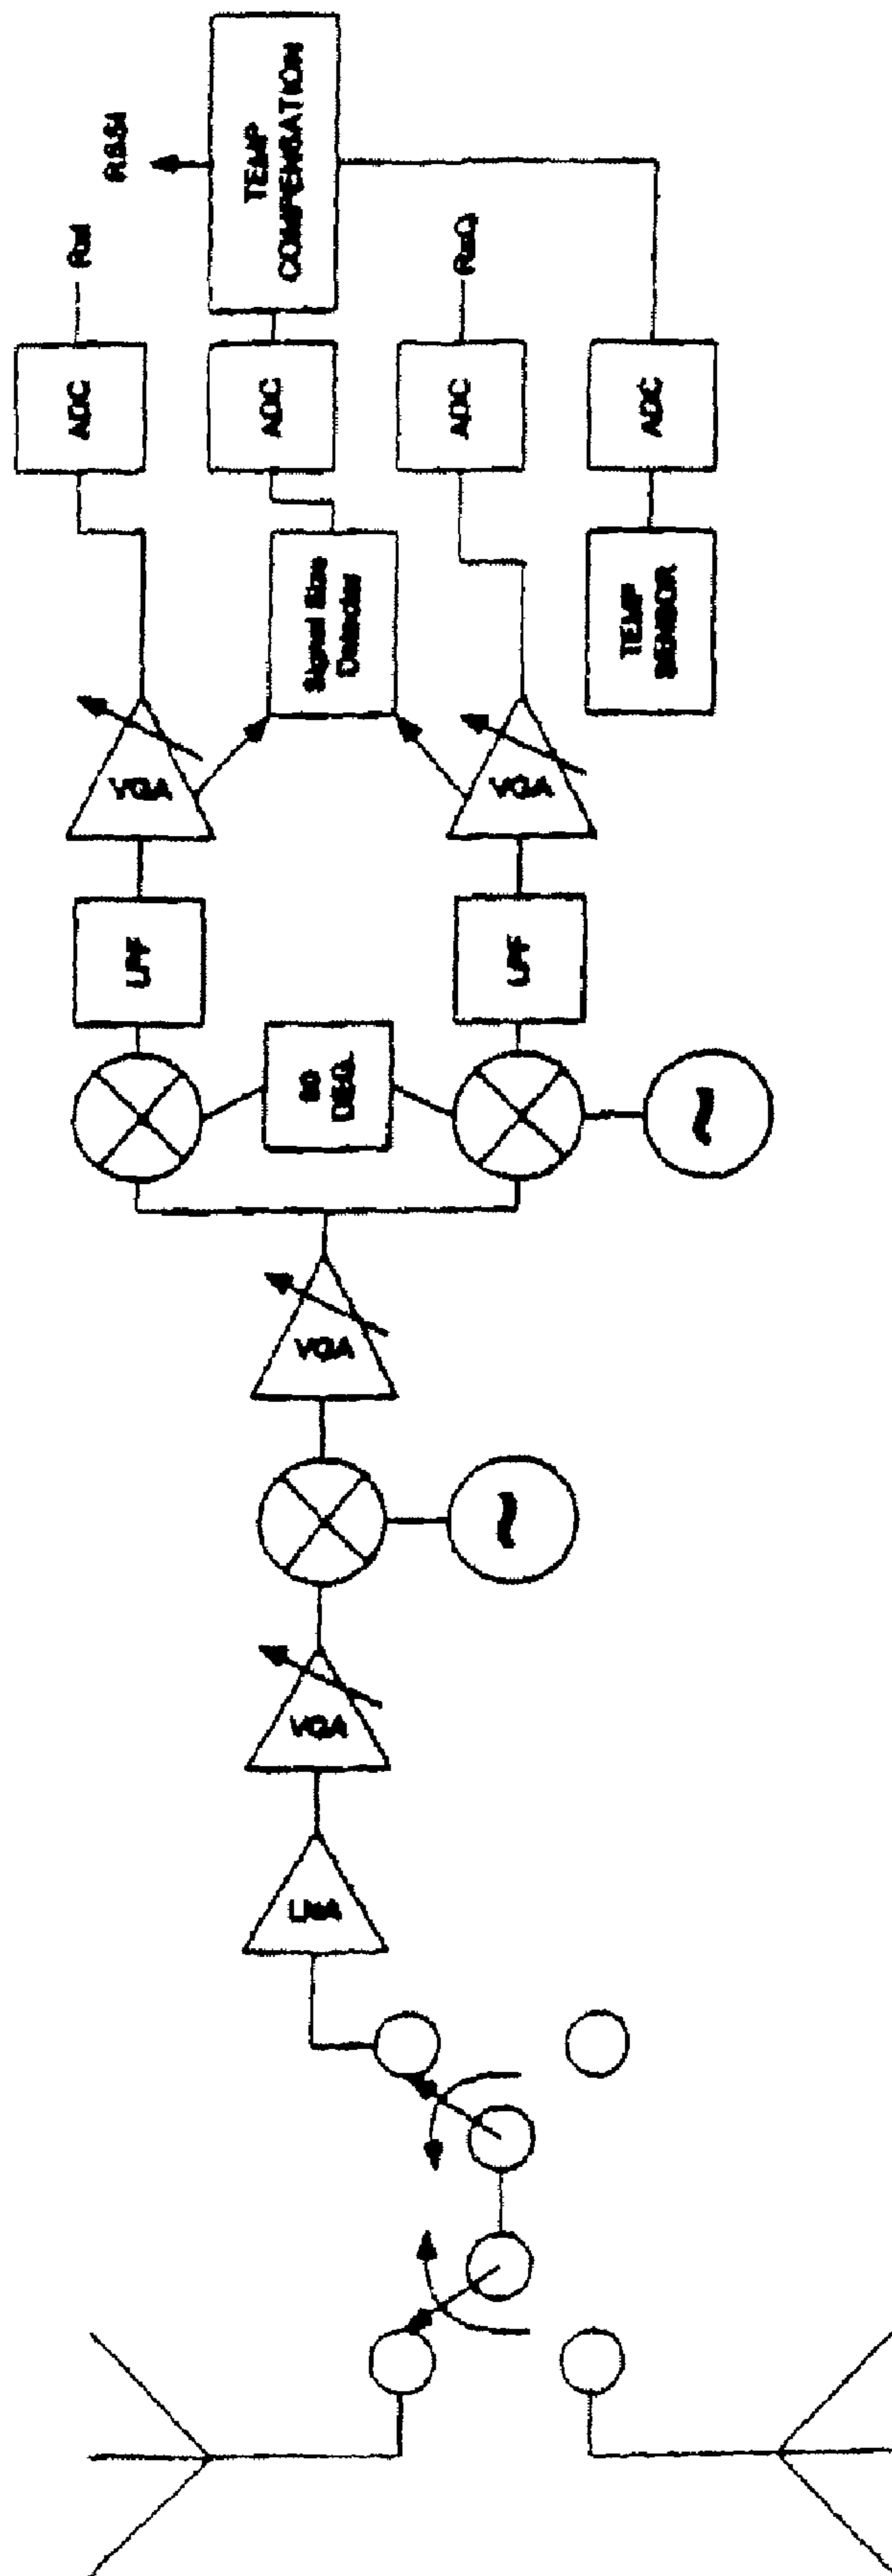 RSSI
TEMP
COMPENSATION
RxI
ADC
ADC
RxQ
ADC
ADC
Signal Size
Detector
TEMP
SENSOR
VGA
VGA
LPF
LPF
90
DEG.
VGA
VGA
LNA